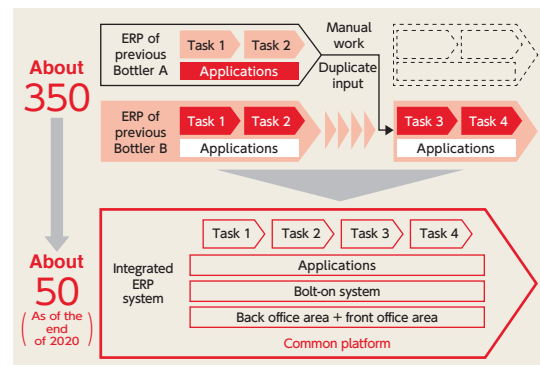 About
350
ERP of
previous
Bottler A
Task 1
Task 2
Applications
Manual
work
Duplicate
input
ERP of
previous
Bottler B
Task 1
Task 2
Applications
Task 3
Task 4
Applications
About
50
(As of the
end
of 2020)
Integrated
ERP
system
Task 1
Task 2
Task 3
Task 4
Applications
Bolt-on system
Back office area + front office area
Common platform